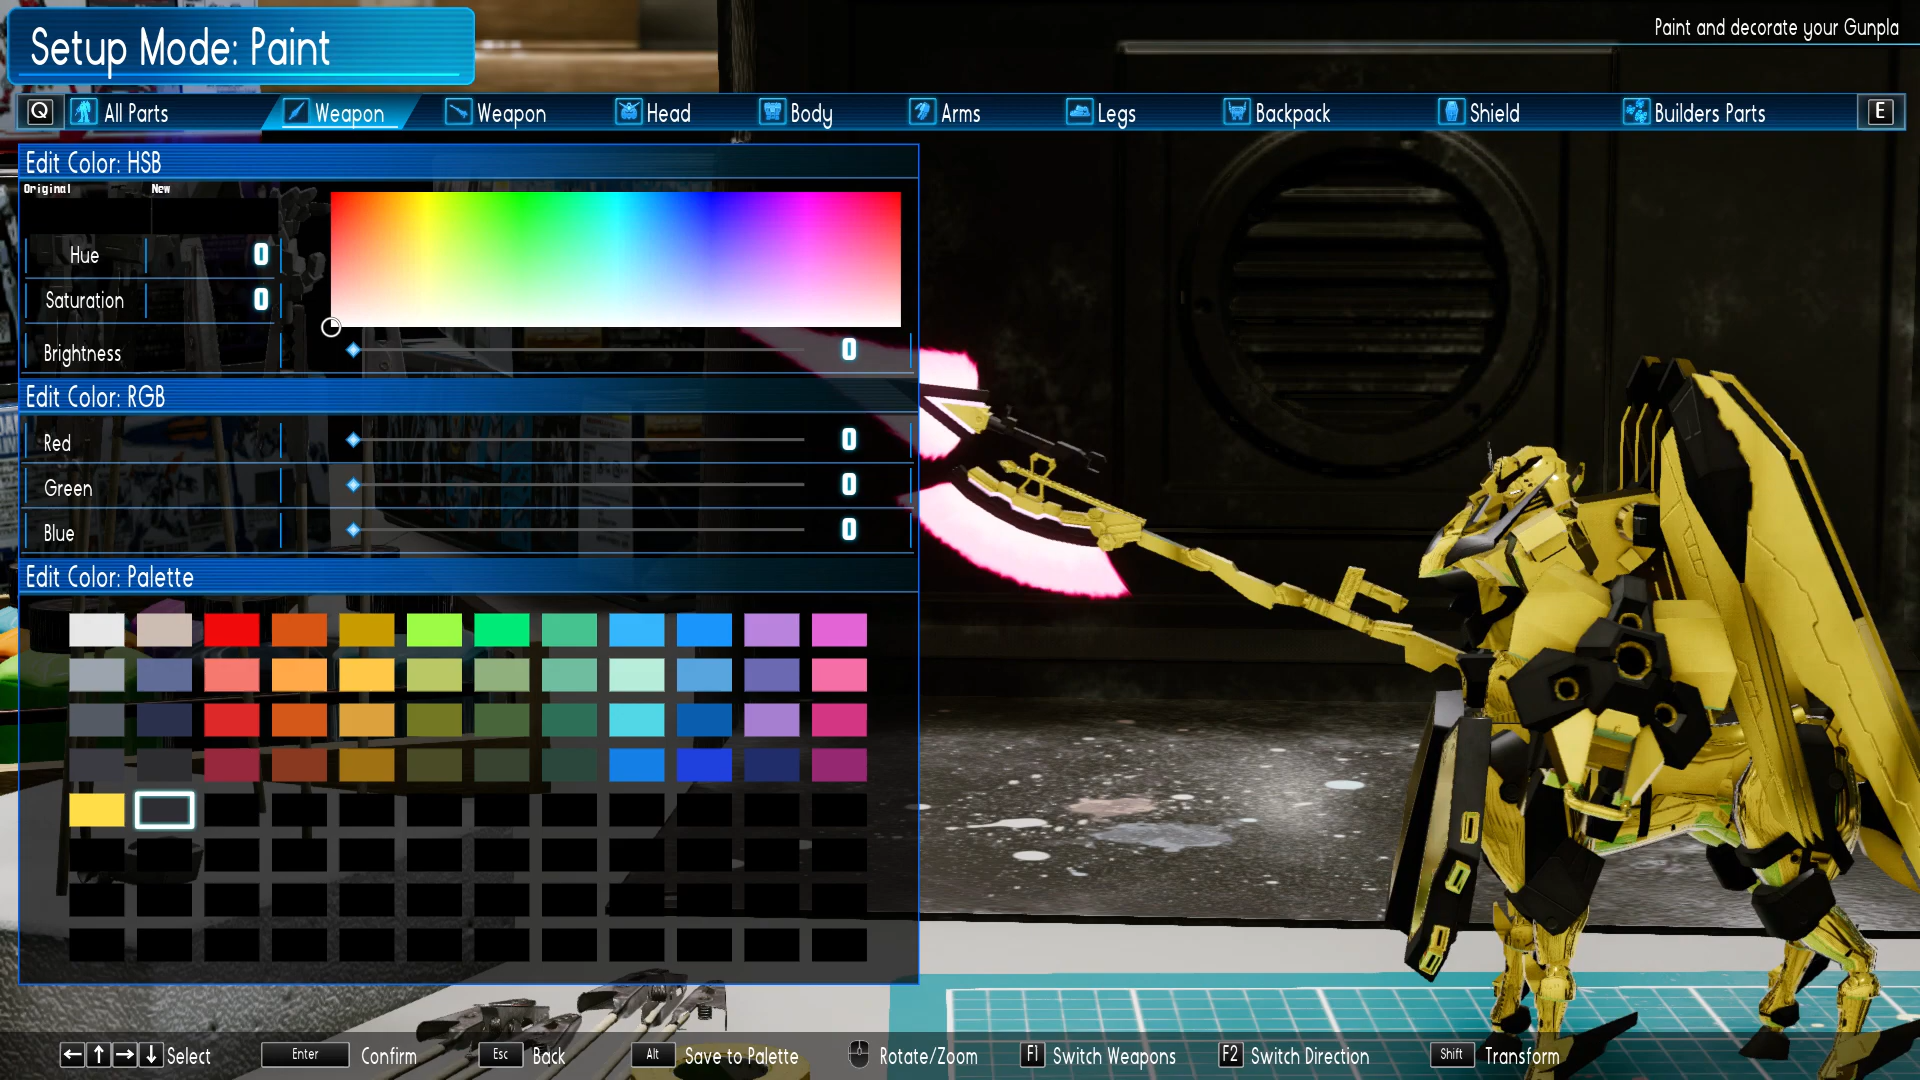 Setup Mode: Paint
Paint and decorate your Gunpla
Q All Parts Weapon Weapon Head Body Arms Legs Backpack Shield Builders Parts E
Edit Color: HSB
Original New
Hue 0
Saturation 0
Brightness 0
Edit Color: RGB
Red 0
Green 0
Blue 0
Edit Color: Palette
←↑→↓ Select Enter Confirm Esc Back Alt Save to Palette Rotate/Zoom F1 Switch Weapons F2 Switch Direction Shift Transform